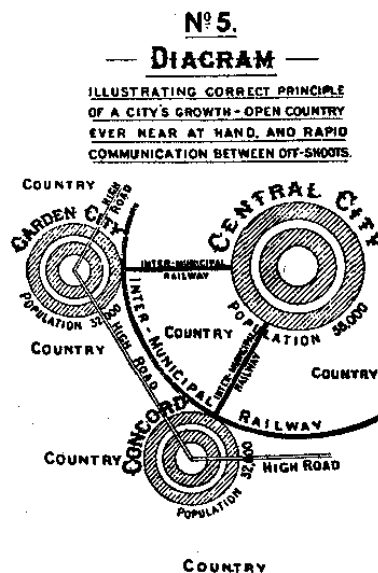 Nº 5.
DIAGRAM
ILLUSTRATING CORRECT PRINCIPLE
OF A CITY'S GROWTH - OPEN COUNTRY
EVER NEAR AT HAND, AND RAPID
COMMUNICATION BETWEEN OFF-SHOOTS.
COUNTRY
HIGH ROAD
GARDEN CITY
POPULATION 32,000
CENTRAL CITY
POPULATION 58,000
INTER-MUNICIPAL
RAILWAY
INTER-MUNICIPAL RAILWAY
COUNTRY
COUNTRY
HIGH ROAD
INTER-MUNICIPAL
RAILWAY
COUNTRY
CONCORD
POPULATION 32,000
COUNTRY
HIGH ROAD
COUNTRY